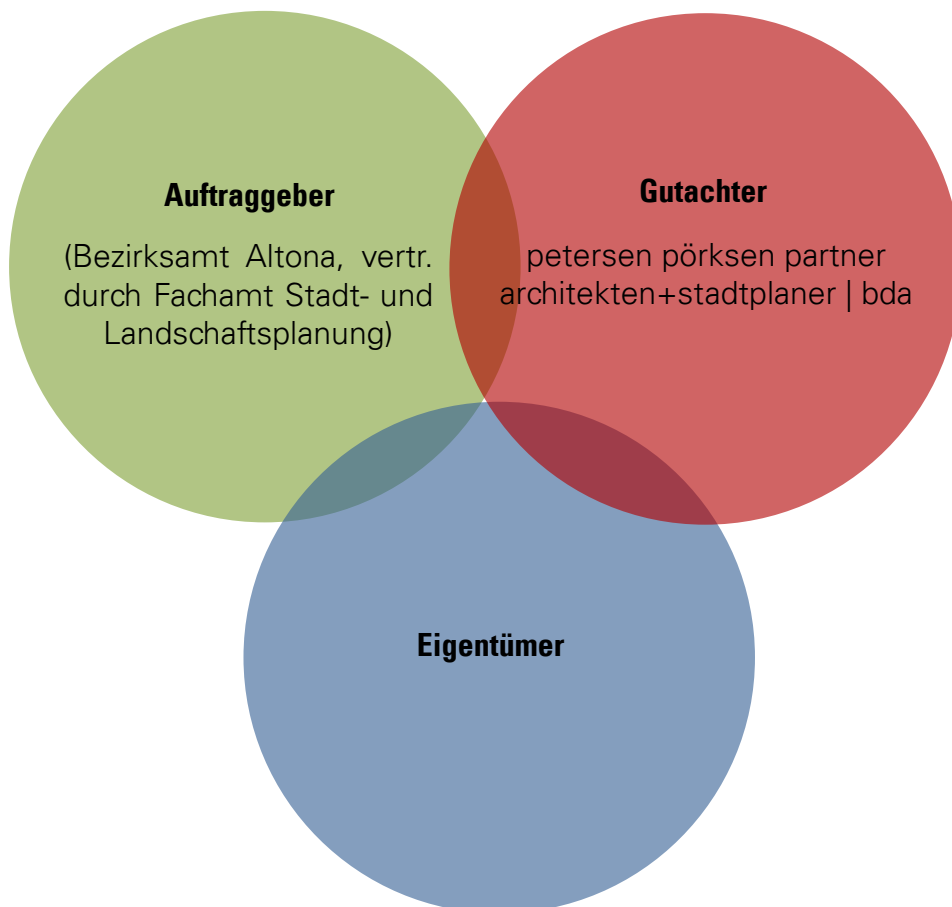 Auftraggeber
(Bezirksamt Altona, vertr.
durch Fachamt Stadt- und
Landschaftsplanung)
Gutachter
petersen pörksen partner
architekten+stadtplaner | bda
Eigentümer